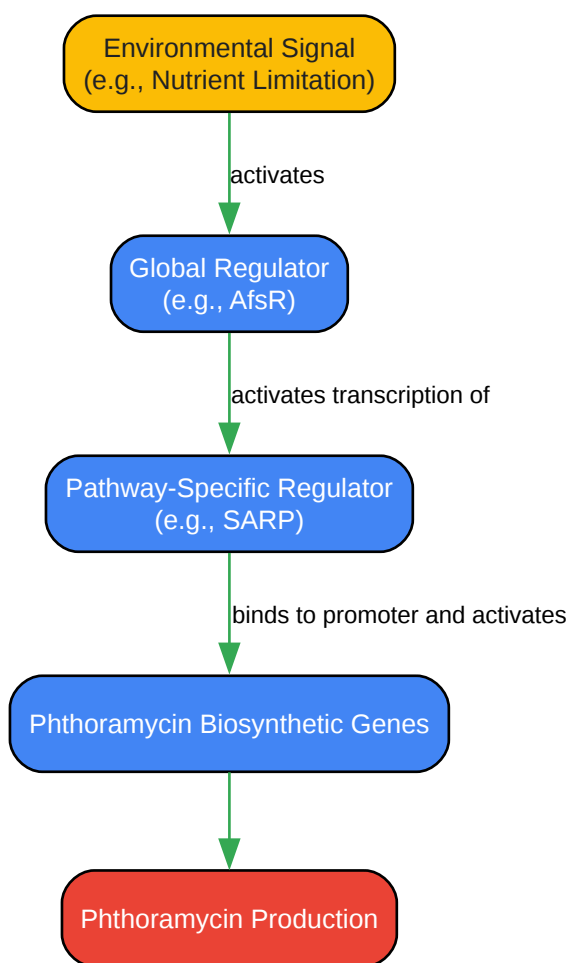 Environmental Signal
(e.g., Nutrient Limitation)
activates
Global Regulator
(e.g., AfsR)
activates transcription of
Pathway-Specific Regulator
(e.g., SARP)
binds to promoter and activates
Phthoramycin Biosynthetic Genes
Phthoramycin Production